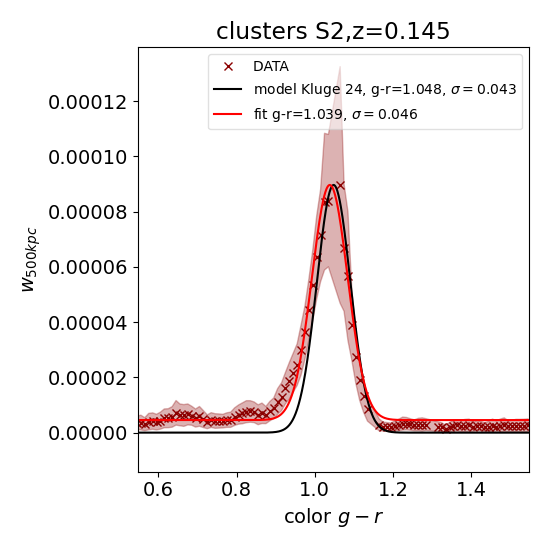 clusters S2,z=0.145
DATA
model Kluge 24, g-r=1.048, σ = 0.043
fit g-r=1.039, σ = 0.046
0.00012
0.00010
0.00008
0.00006
0.00004
0.00002
0.00000
w500kpc
0.6 0.8 1.0 1.2 1.4
color g − r